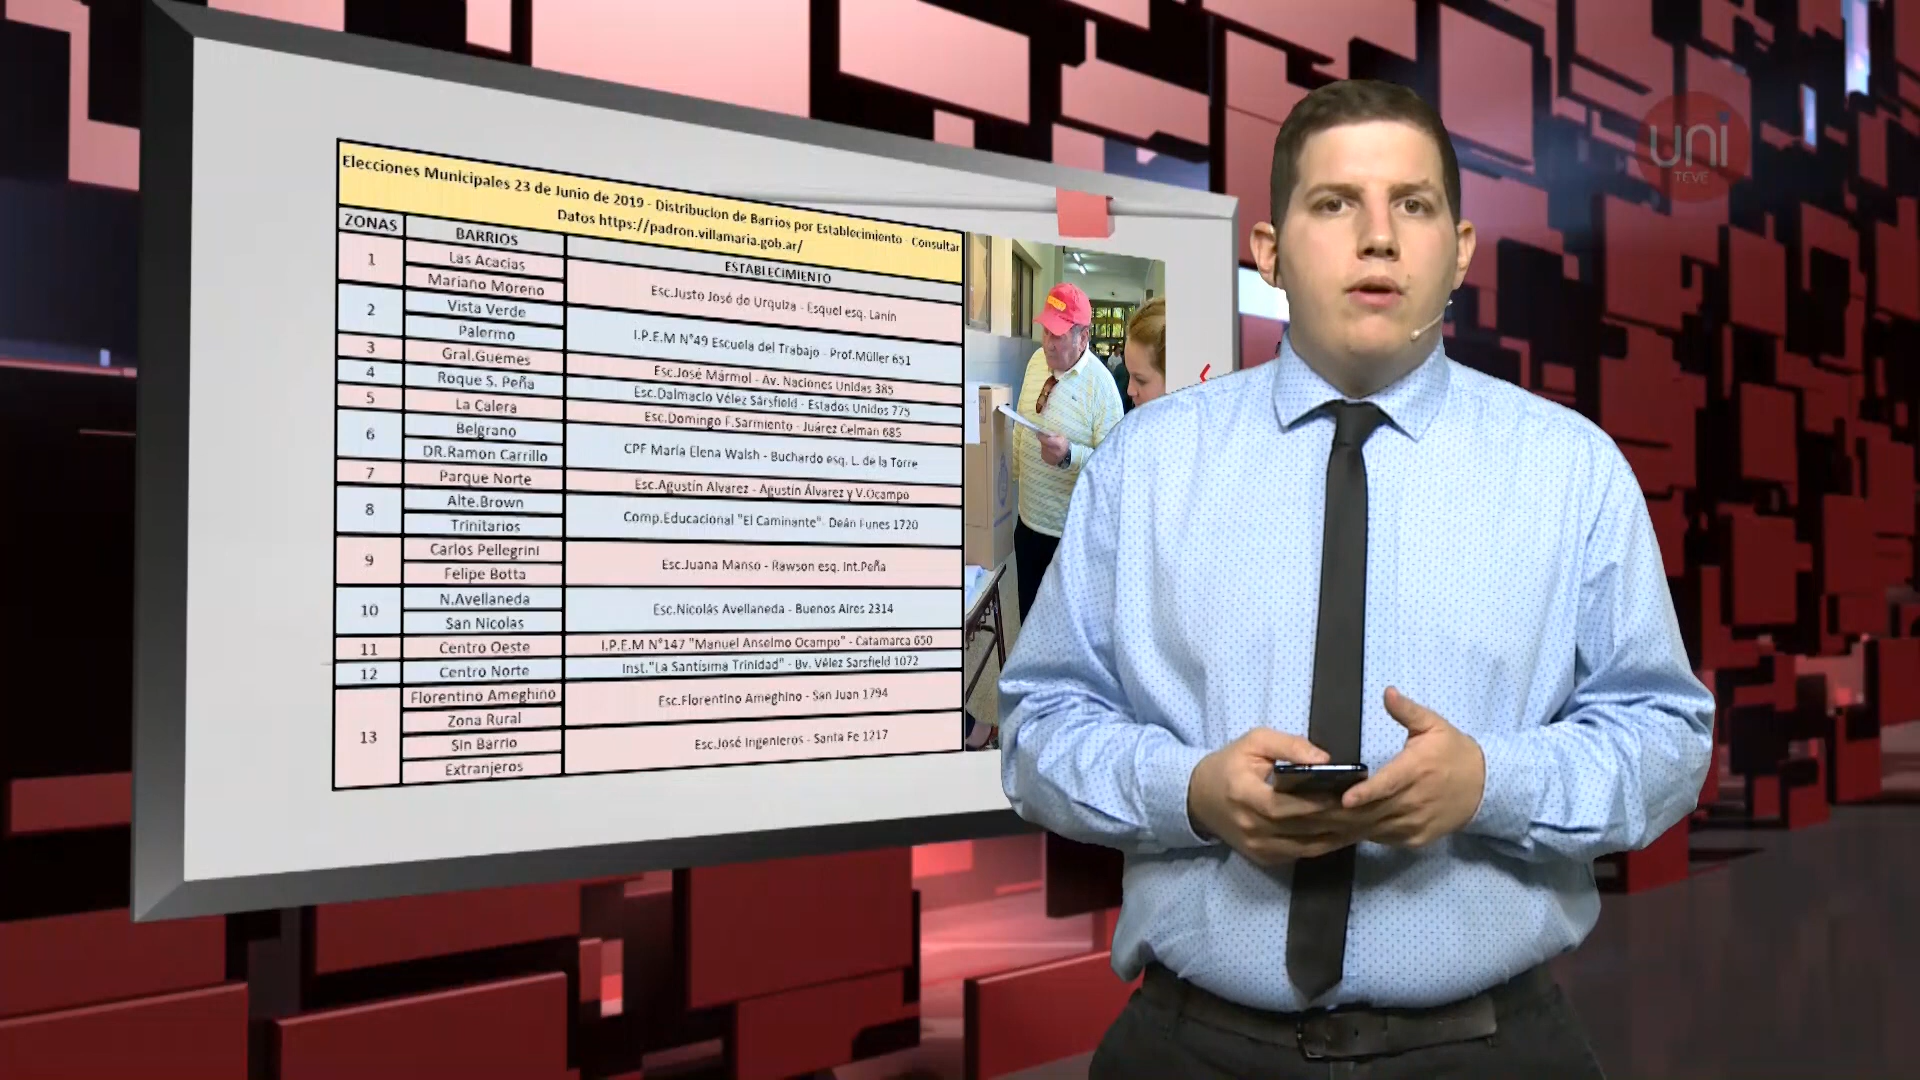 Elecciones Municipales 23 de Junio de 2019 - Distribucion de Barrios por Establecimiento - Consultar
Datos https://padron.villamaria.gob.ar/
ZONAS
BARRIOS
ESTABLECIMIENTO
1
Las Acacias
Mariano Moreno
Esc.Justo José de Urquiza - Esquel esq. Lanín
2
Vista Verde
Palermo
I.P.E.M N°49 Escuela del Trabajo - Prof.Müller 651
3
Gral.Guemes
Esc.José Mármol - Av. Naciones Unidas 385
4
Roque S. Peña
Esc.Dalmacio Vélez Sársfield - Estados Unidos 775
5
La Calera
Esc.Domingo F.Sarmiento - Juárez Celman 685
6
Belgrano
DR.Ramon Carrillo
CPF María Elena Walsh - Buchardo esq. L. de la Torre
7
Parque Norte
Esc.Agustín Alvarez - Agustín Álvarez y V.Ocampo
8
Alte.Brown
Trinitarios
Comp.Educacional "El Caminante"- Deán Funes 1720
9
Carlos Pellegrini
Felipe Botta
Esc.Juana Manso - Rawson esq. Int.Peña
10
N.Avellaneda
San Nicolas
Esc.Nicolás Avellaneda - Buenos Aires 2314
11
Centro Oeste
I.P.E.M N°147 "Manuel Anselmo Ocampo" - Catamarca 650
12
Centro Norte
Inst."La Santísima Trinidad" - Bv. Vélez Sarsfield 1072
13
Florentino Ameghino
Zona Rural
Sin Barrio
Extranjeros
Esc.Florentino Ameghino - San Juan 1794
Esc.José Ingenieros - Santa Fe 1217
uni
TEVE